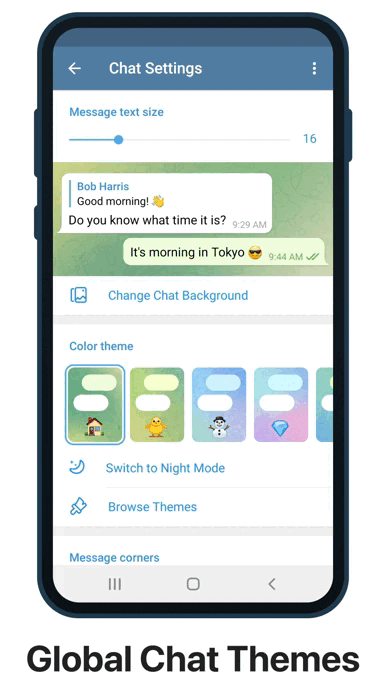 Chat Settings
Message text size
16
Bob Harris
Good morning! 👋
Do you know what time it is? 9:29 AM
It's morning in Tokyo 😎 9:44 AM
Change Chat Background
Color theme
Switch to Night Mode
Browse Themes
Message corners
Global Chat Themes